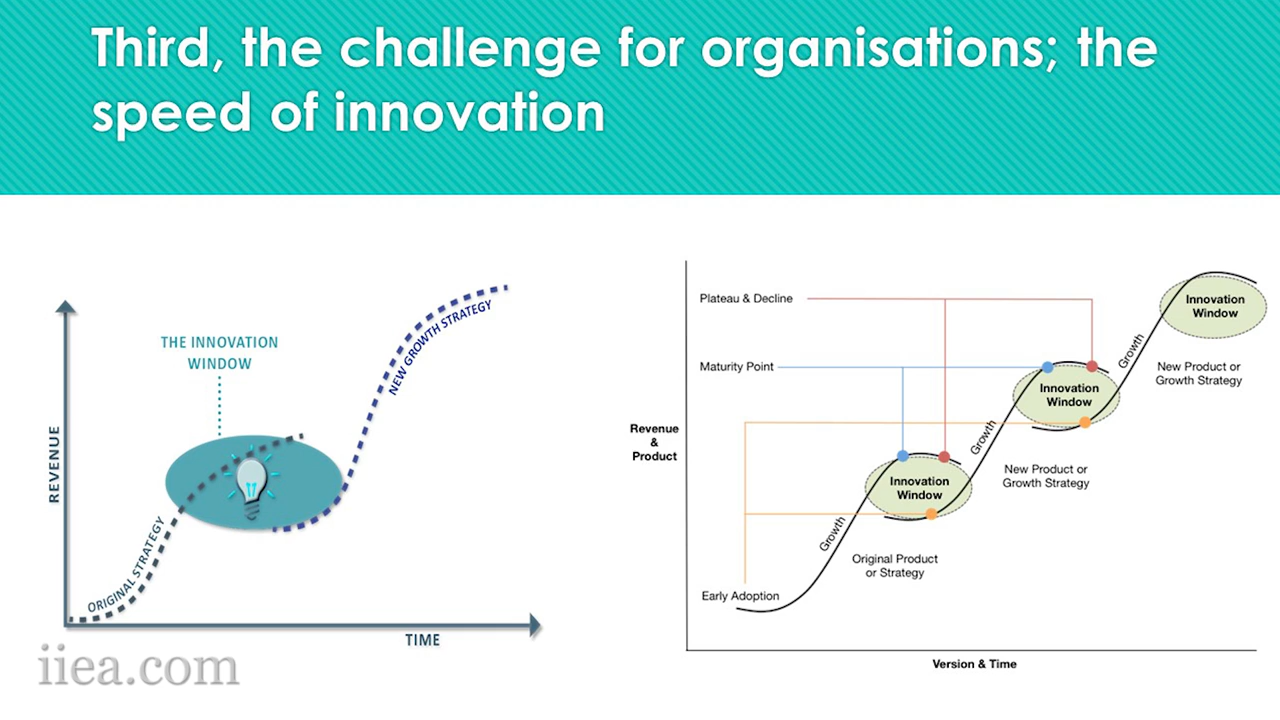 Third, the challenge for organisations; the
speed of innovation
THE INNOVATION
WINDOW
NEW GROWTH STRATEGY
ORIGINAL STRATEGY
REVENUE
TIME
iiea.com
Plateau & Decline
Maturity Point
Early Adoption
Revenue
&
Product
Innovation
Window
Growth
New Product or
Growth Strategy
Innovation
Window
Growth
New Product or
Growth Strategy
Innovation
Window
Growth
Original Product
or Strategy
Version & Time